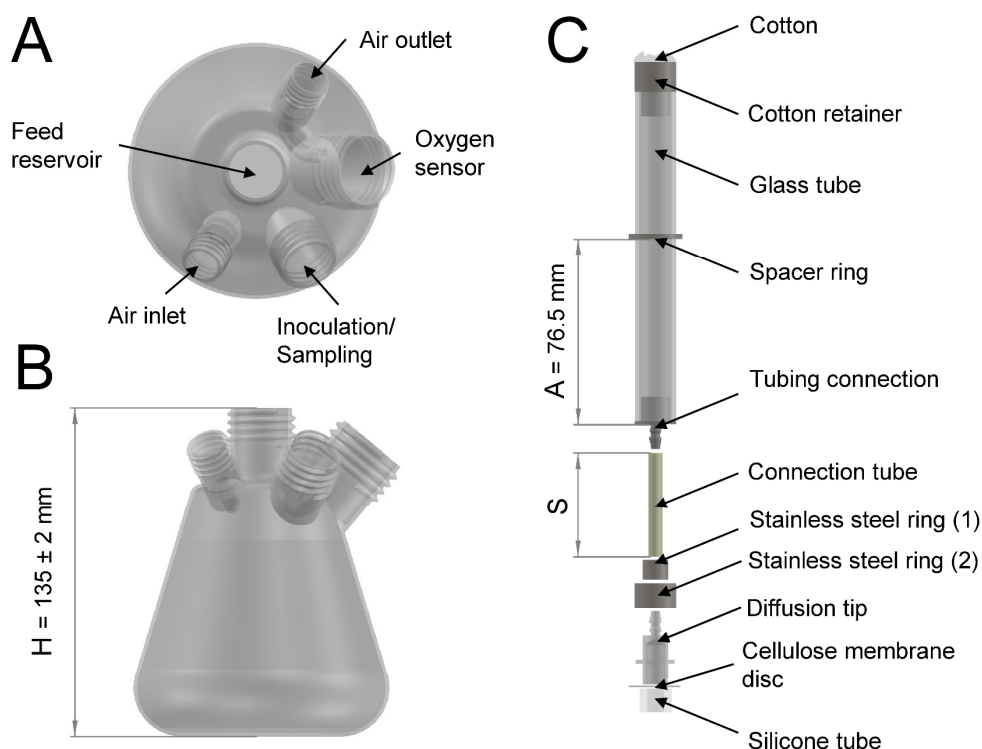 A
Air outlet
Feed
reservoir
Oxygen
sensor
Air inlet
Inoculation/
Sampling
B
H = 135 ± 2 mm
C
Cotton
Cotton retainer
Glass tube
Spacer ring
A = 76.5 mm
Tubing connection
Connection tube
S
Stainless steel ring (1)
Stainless steel ring (2)
Diffusion tip
Cellulose membrane
disc
Silicone tube